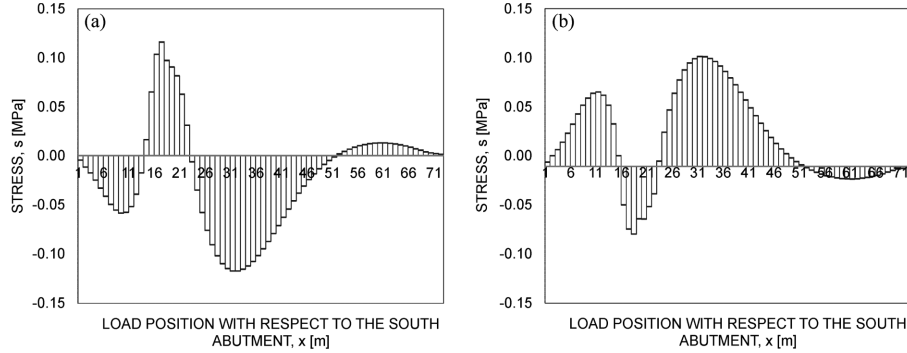 (a)
STRESS, s [MPa]
0.15
0.10
0.05
0.00
-0.05
-0.10
-0.15
1 6 11 16 21 26 31 36 41 46 51 56 61 66 71
LOAD POSITION WITH RESPECT TO THE SOUTH
ABUTMENT, x [m]
(b)
STRESS, s [MPa]
0.15
0.10
0.05
0.00
-0.05
-0.10
-0.15
1 6 11 16 21 26 31 36 41 46 51 56 61 66 71
LOAD POSITION WITH RESPECT TO THE SOUTH
ABUTMENT, x [m]